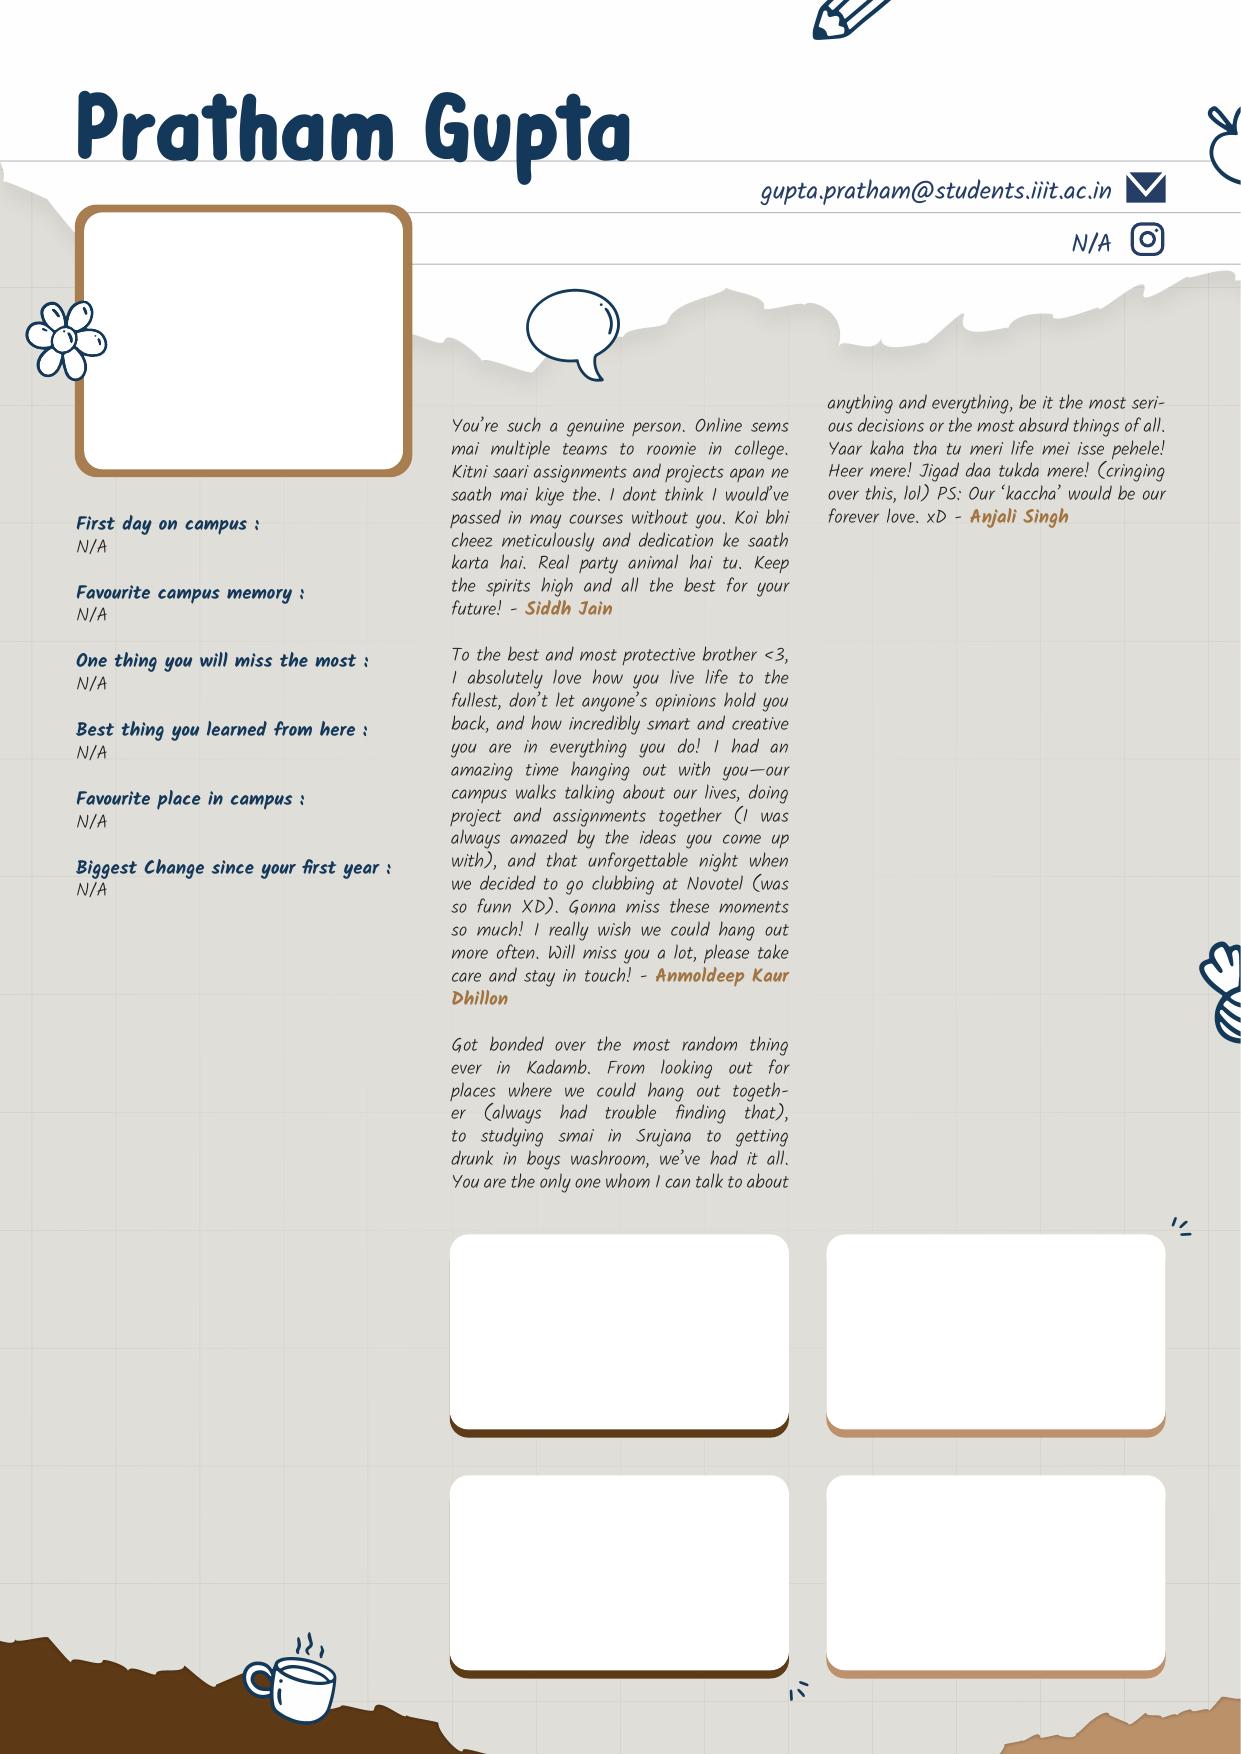 Pratham Gupta
gupta.pratham@students.iiit.ac.in
N/A
First day on campus :
N/A
Favourite campus memory :
N/A
One thing you will miss the most :
N/A
Best thing you learned from here :
N/A
Favourite place in campus :
N/A
Biggest Change since your first year :
N/A
You’re such a genuine person. Online sems
mai multiple teams to roomie in college.
Kitni saari assignments and projects apan ne
saath mai kiye the. I dont think I would’ve
passed in may courses without you. Koi bhi
cheez meticulously and dedication ke saath
karta hai. Real party animal hai tu. Keep
the spirits high and all the best for your
future! - Siddh Jain
To the best and most protective brother <3,
I absolutely love how you live life to the
fullest, don’t let anyone’s opinions hold you
back, and how incredibly smart and creative
you are in everything you do! I had an
amazing time hanging out with you—our
campus walks talking about our lives, doing
project and assignments together (I was
always amazed by the ideas you come up
with), and that unforgettable night when
we decided to go clubbing at Novotel (was
so funn XD). Gonna miss these moments
so much! I really wish we could hang out
more often. Will miss you a lot, please take
care and stay in touch! - Anmoldeep Kaur
Dhillon
Got bonded over the most random thing
ever in Kadamb. From looking out for
places where we could hang out togeth-
er (always had trouble finding that),
to studying smai in Srujana to getting
drunk in boys washroom, we’ve had it all.
You are the only one whom I can talk to about
anything and everything, be it the most seri-
ous decisions or the most absurd things of all.
Yaar kaha tha tu meri life mei isse pehele!
Heer mere! Jigad daa tukda mere! (cringing
over this, lol) PS: Our ‘kaccha’ would be our
forever love. xD - Anjali Singh